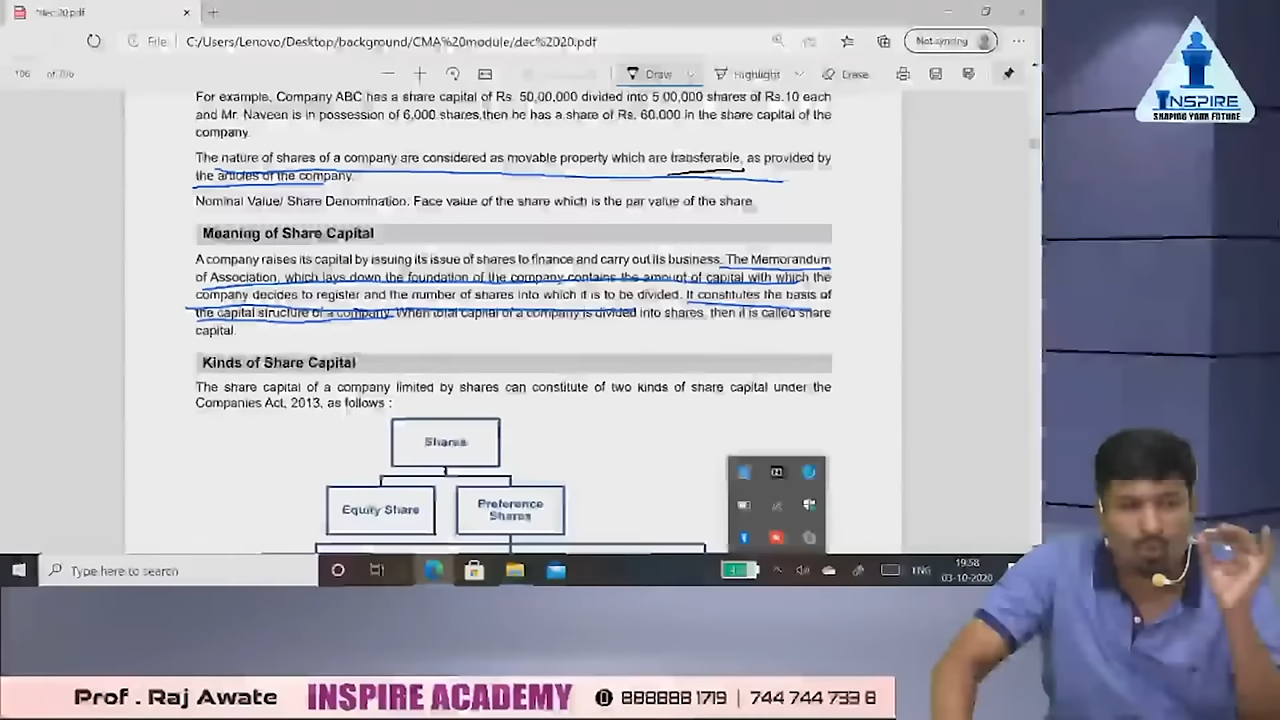 dec 20.pdf
File C:/Users/Lenovo/Desktop/background/CMA%20module/dec%2020.pdf
Not syncing
106 of 706
Draw
Highlight
Erase
INSPIRE
SHAPING YOUR FUTURE
For example, Company ABC has a share capital of Rs. 50,00,000 divided into 5,00,000 shares of Rs.10 each
and Mr. Naveen is in possession of 6,000 shares,then he has a share of Rs. 60,000 in the share capital of the
company.
The nature of shares of a company are considered as movable property which are transferable, as provided by
the articles of the company.
Nominal Value/ Share Denomination. Face value of the share which is the par value of the share.
Meaning of Share Capital
A company raises its capital by issuing its issue of shares to finance and carry out its business. The Memorandum
of Association, which lays down the foundation of the company contains the amount of capital with which the
company decides to register and the number of shares into which it is to be divided. It constitutes the basis of
the capital structure of a company. When total capital of a company is divided into shares, then it is called share
capital.
Kinds of Share Capital
The share capital of a company limited by shares can constitute of two kinds of share capital under the
Companies Act, 2013, as follows :
Shares
Equity Share
Preference
Shares
Type here to search
ENG
19:58
03-10-2020
Prof. Raj Awate INSPIRE ACADEMY 888888 1719 | 744 744 733 8